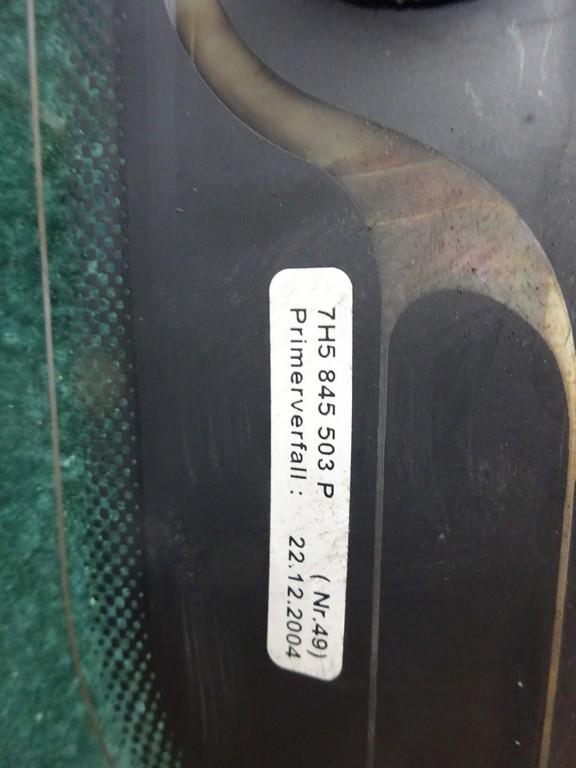 7H5 845 503 P (Nr.49)
Primerverfall: 22.12.2004